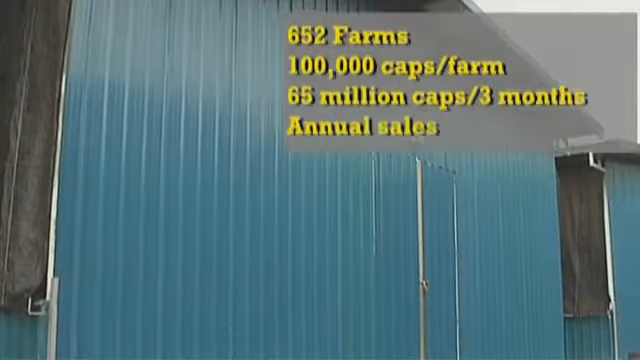 652 Farms
100,000 caps/farm
65 million caps/3 months
Annual sales